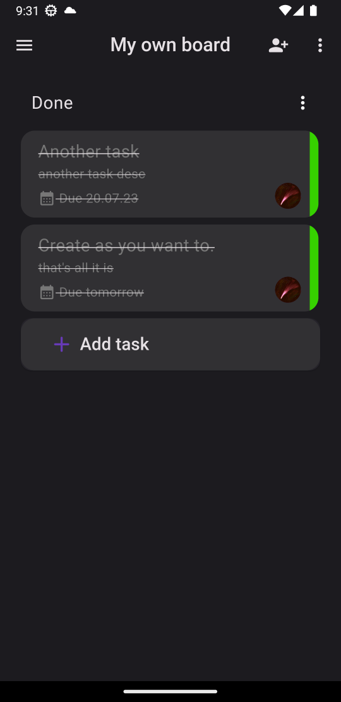 9:31
My own board
Done
Another task
another task desc
Due 20.07.23
Create as you want to.
that's all it is
Due tomorrow
Add task